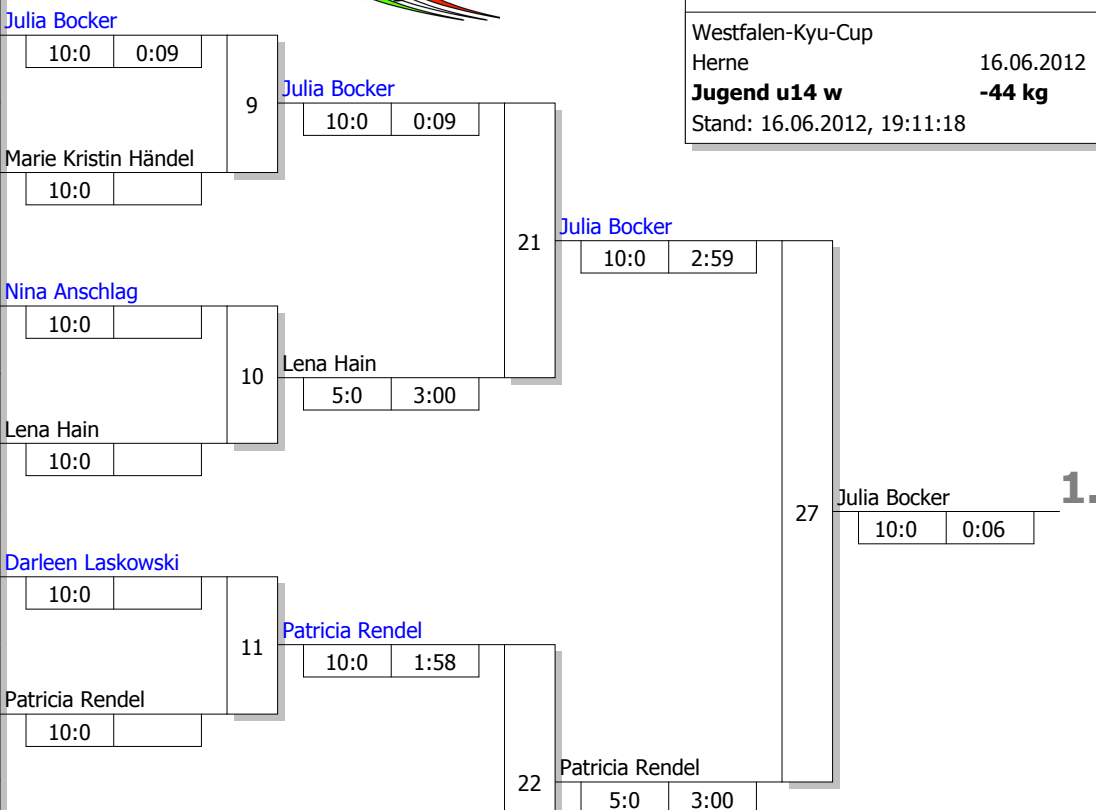 Julia Bocker
10:0 0:09
Westfalen-Kyu-Cup
Herne 16.06.2012
Jugend u14 w -44 kg
Stand: 16.06.2012, 19:11:18
9
Julia Bocker
10:0 0:09
Marie Kristin Händel
10:0
21
Julia Bocker
10:0 2:59
Nina Anschlag
10:0
10
Lena Hain
5:0 3:00
Lena Hain
10:0
27
Julia Bocker
10:0 0:06
1.
Darleen Laskowski
10:0
11
Patricia Rendel
10:0 1:58
Patricia Rendel
10:0
22
Patricia Rendel
5:0 3:00